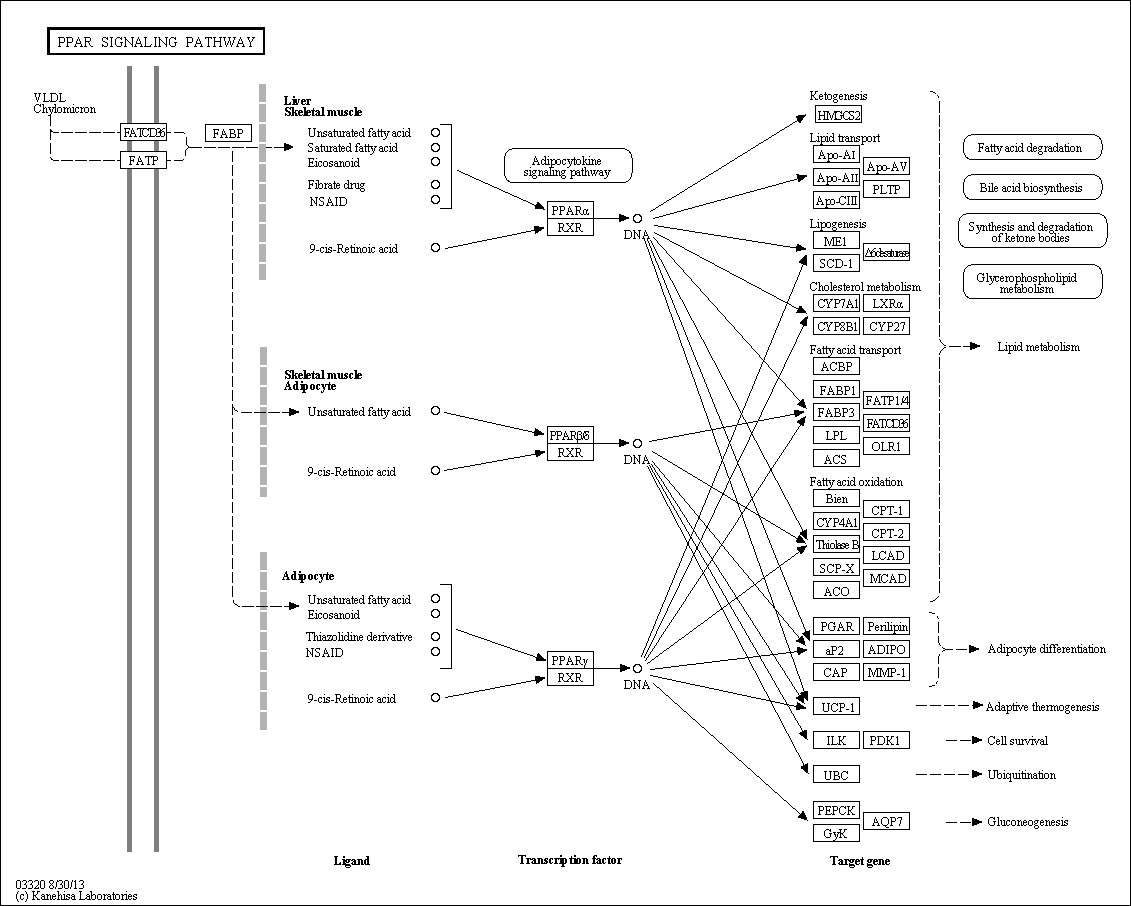 PPAR SIGNALING PATHWAY
VLDL
Chylomicron
FATCD36
FATP
FABP
Liver
Skeletal muscle
Unsaturated fatty acid
Saturated fatty acid
Eicosanoid
Fibrate drug
NSAID
9-cis-Retinoic acid
Adipocytokine
signaling pathway
PPARα
RXR
DNA
Skeletal muscle
Adipocyte
Unsaturated fatty acid
9-cis-Retinoic acid
PPARβ/δ
RXR
DNA
Adipocyte
Unsaturated fatty acid
Eicosanoid
Thiazolidine derivative
NSAID
9-cis-Retinoic acid
PPARγ
RXR
DNA
Ketogenesis
HMGCS2
Lipid transport
Apo-AI
Apo-AV
Apo-AII
PLTP
Apo-CIII
Lipogenesis
ME1
Δ6desaturase
SCD-1
Cholesterol metabolism
CYP7A1 LXRα
CYP8B1 CYP27
Fatty acid transport
ACBP
FABP1
FATP1/4
FABP3
FATCD36
LPL
OLR1
ACS
Fatty acid oxidation
Bien
CPT-1
CYP4A1
CPT-2
Thiolase B
LCAD
SCP-X
MCAD
ACO
PGAR Perilipin
aP2 ADIPO
CAP MMP-1
UCP-1
ILK PDK1
UBC
PEPCK
AQP7
GyK
Fatty acid degradation
Bile acid biosynthesis
Synthesis and degradation
of ketone bodies
Glycerophospholipid
metabolism
Lipid metabolism
Adipocyte differentiation
Adaptive thermogenesis
Cell survival
Ubiquitination
Gluconeogenesis
Ligand
Transcription factor
Target gene
03320 8/30/13
(c) Kanehisa Laboratories